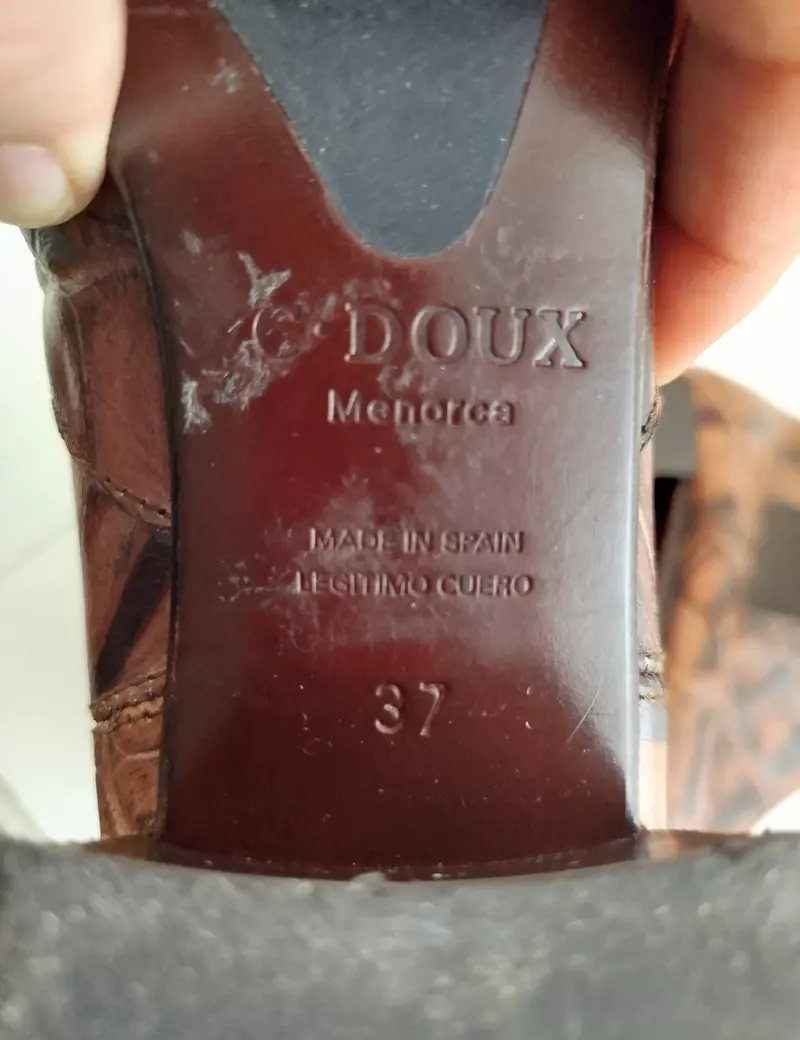 C· DOUX
Menorca
MADE IN SPAIN
LEGITIMO CUERO
37